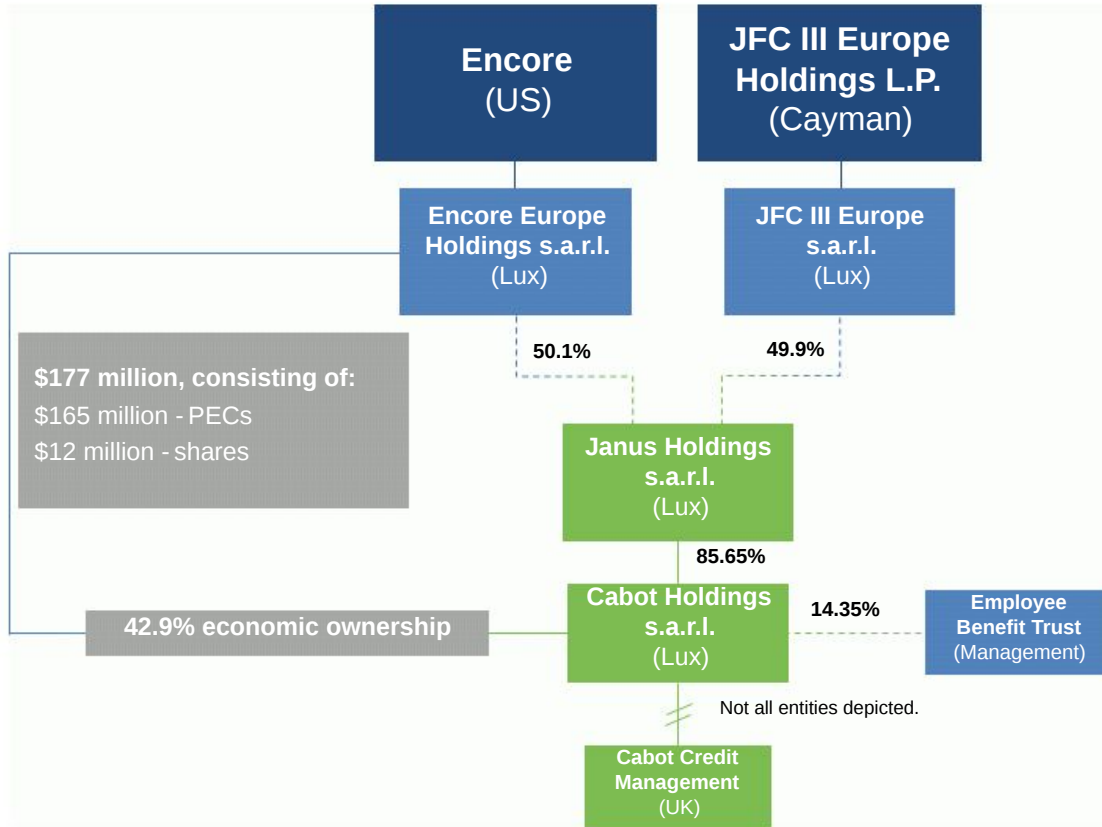 Encore
(US)
JFC III Europe
Holdings L.P.
(Cayman)
Encore Europe
Holdings s.a.r.l.
(Lux)
JFC III Europe
s.a.r.l.
(Lux)
50.1%
49.9%
$177 million, consisting of:
$165 million - PECs
$12 million - shares
Janus Holdings
s.a.r.l.
(Lux)
85.65%
42.9% economic ownership
Cabot Holdings
s.a.r.l.
(Lux)
14.35%
Employee
Benefit Trust
(Management)
Not all entities depicted.
Cabot Credit
Management
(UK)